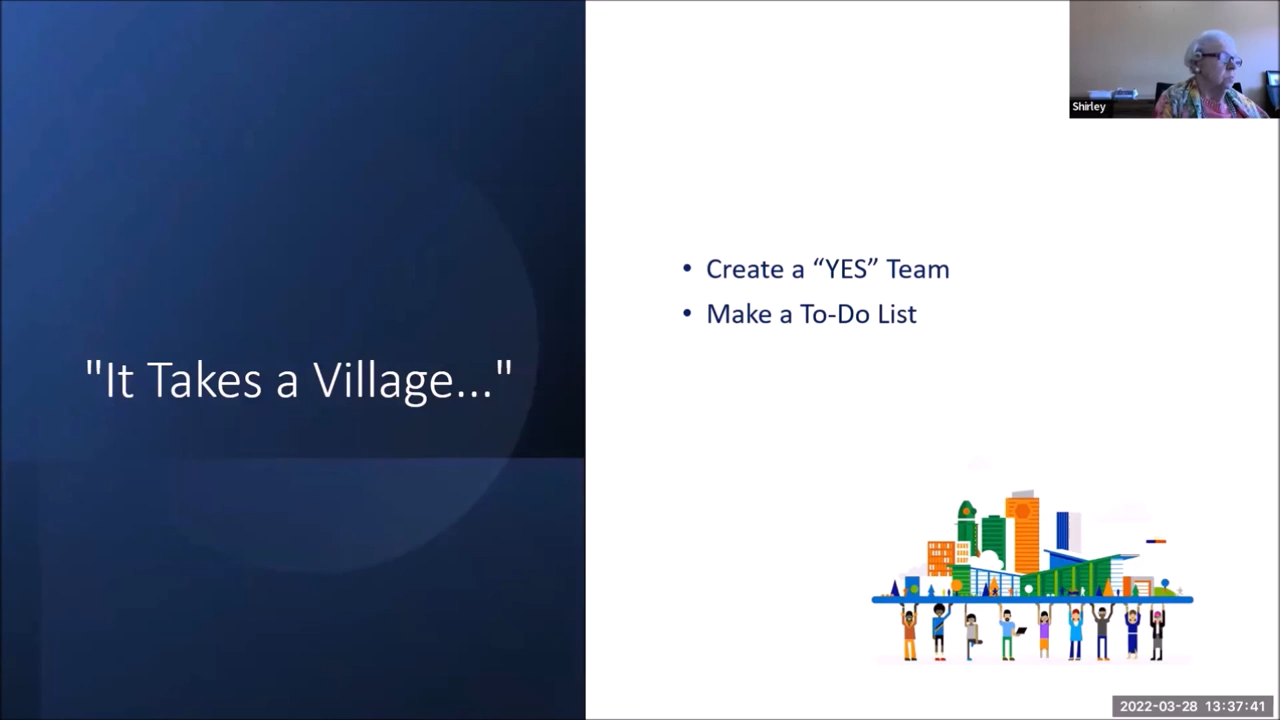 Shirley
• Create a “YES” Team
• Make a To-Do List
"It Takes a Village..."
2022-03-28 13:37:41